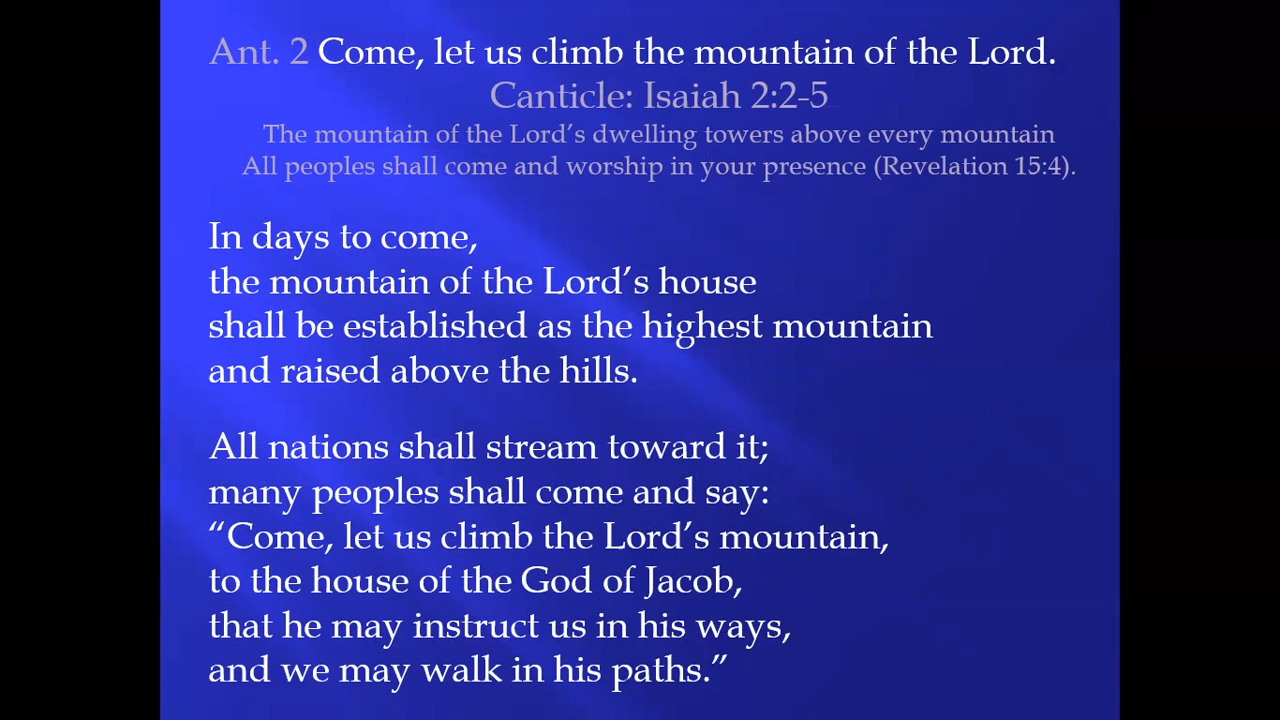 Ant. 2 Come, let us climb the mountain of the Lord.
Canticle: Isaiah 2:2-5
The mountain of the Lord’s dwelling towers above every mountain
All peoples shall come and worship in your presence (Revelation 15:4).
In days to come,
the mountain of the Lord’s house
shall be established as the highest mountain
and raised above the hills.
All nations shall stream toward it;
many peoples shall come and say:
“Come, let us climb the Lord’s mountain,
to the house of the God of Jacob,
that he may instruct us in his ways,
and we may walk in his paths.”